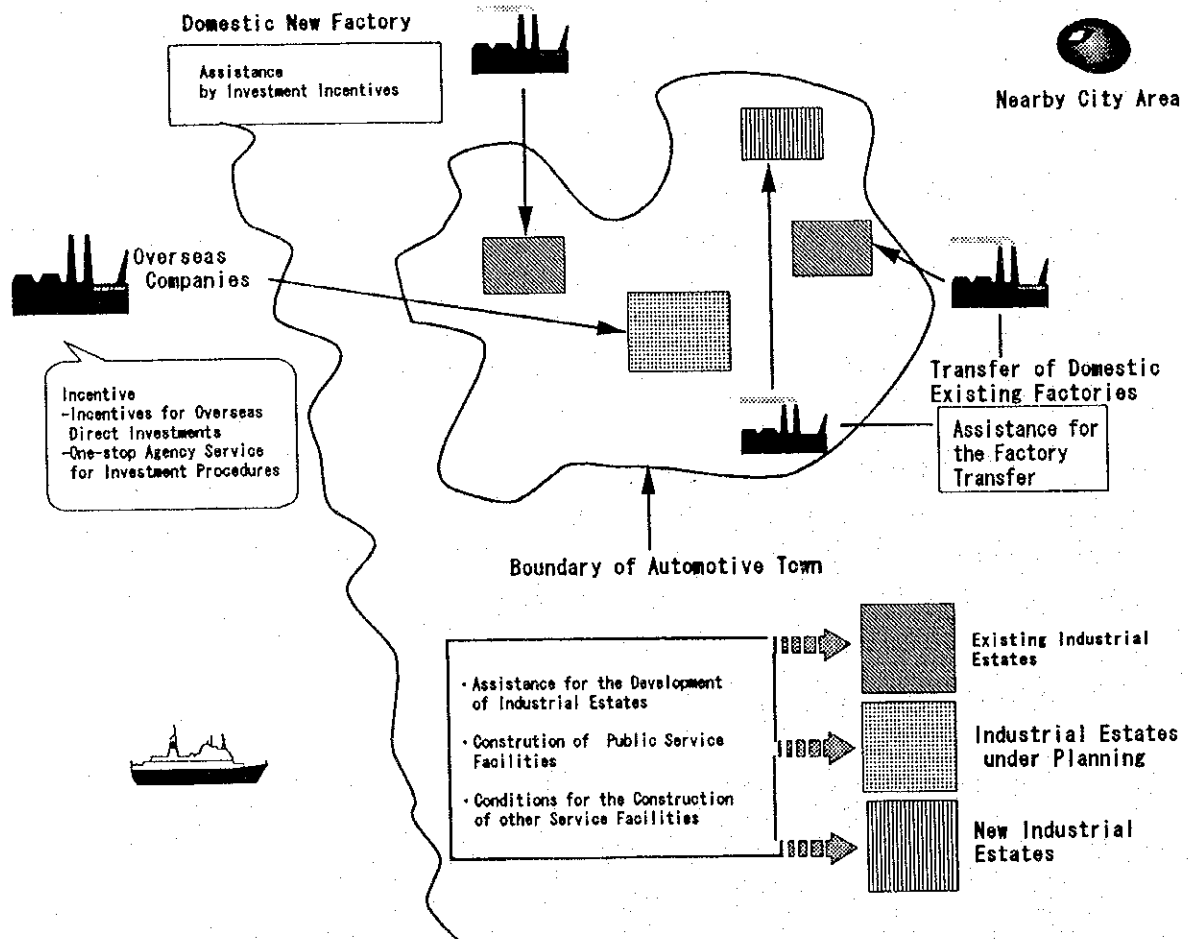 Domestic New Factory
Assistance
by Investment Incentives
Nearby City Area
Overseas
Companies
Incentive
-Incentives for Overseas
Direct Investments
-One-stop Agency Service
for Investment Procedures
Transfer of Domestic
Existing Factories
Assistance for
the Factory
Transfer
Boundary of Automotive Town
・Assistance for the Development
of Industrial Estates
・Constrution of Public Service
Facilities
・Conditions for the Construction
of other Service Facilities
Existing Industrial
Estates
Industrial Estates
under Planning
New Industrial
Estates